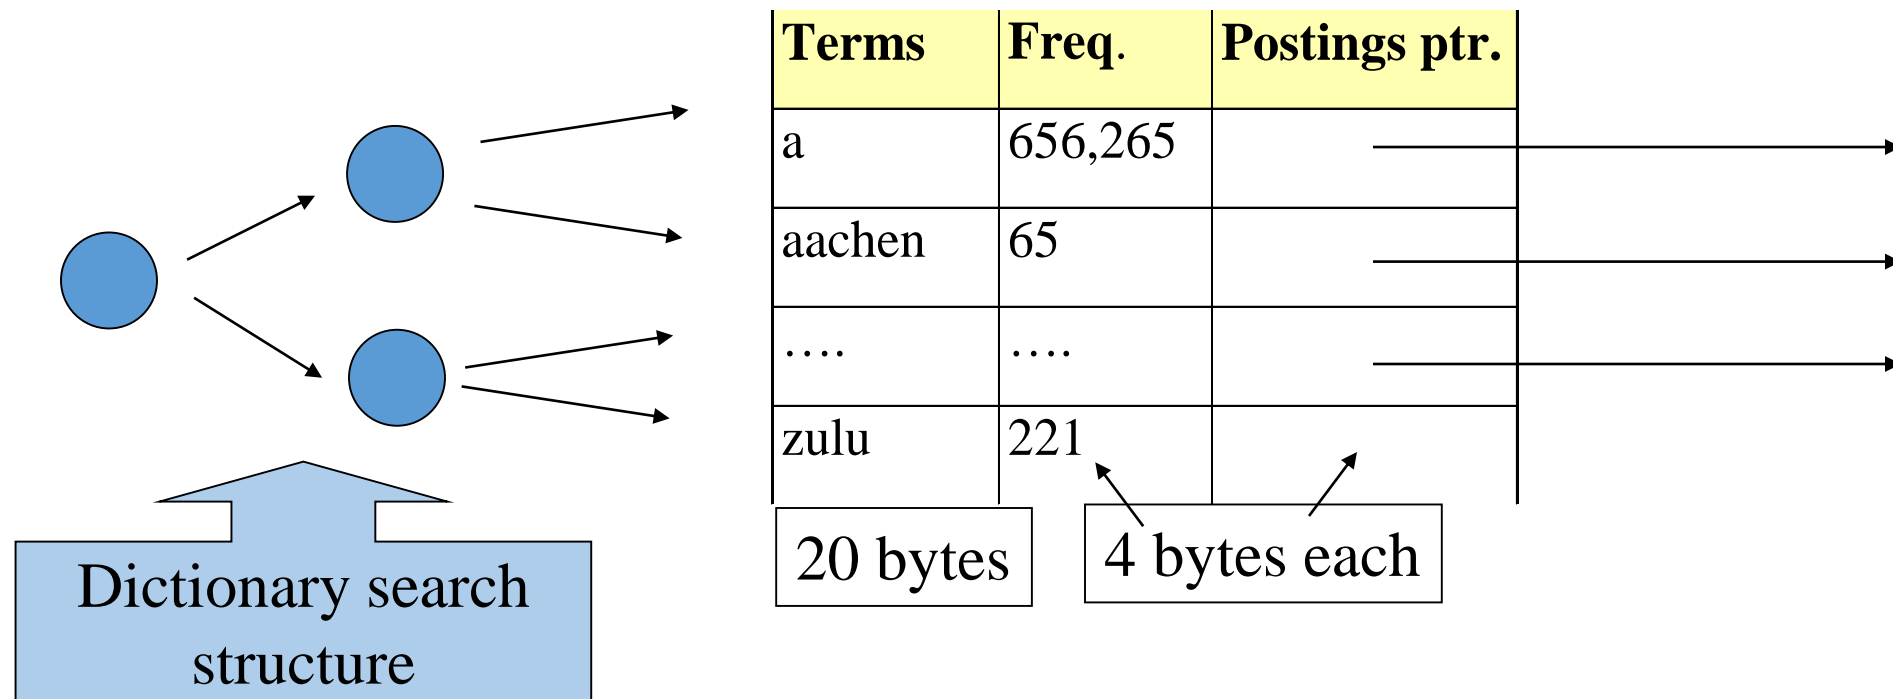 Terms Freq. Postings ptr.
a 656,265
aachen 65
…. ….
zulu 221
20 bytes 4 bytes each
Dictionary search
structure